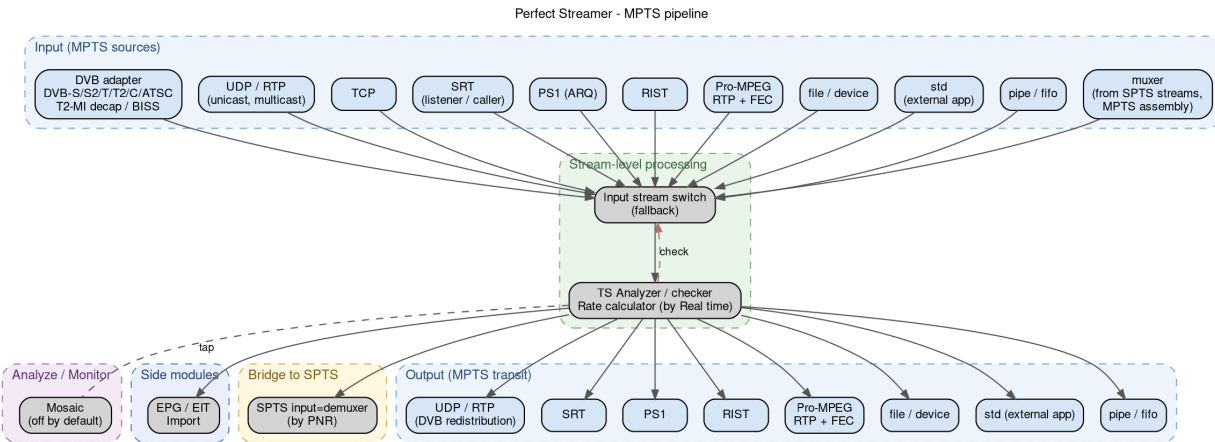 Perfect Streamer - MPTS pipeline
Input (MPTS sources)
DVB adapter
DVB-S/S2/T/T2/C/ATSC
T2-MI decap / BISS
UDP / RTP
(unicast, multicast)
TCP
SRT
(listener / caller)
PS1 (ARQ)
RIST
Pro-MPEG
RTP + FEC
file / device
std
(external app)
pipe / fifo
muxer
(from SPTS streams,
MPTS assembly)
Stream-level processing
Input stream switch
(fallback)
check
TS Analyzer / checker
Rate calculator (by Real time)
tap
Analyze / Monitor
Mosaic
(off by default)
Side modules
EPG / EIT
Import
Bridge to SPTS
SPTS input=demuxer
(by PNR)
Output (MPTS transit)
UDP / RTP
(DVB redistribution)
SRT
PS1
RIST
Pro-MPEG
RTP + FEC
file / device
std (external app)
pipe / fifo